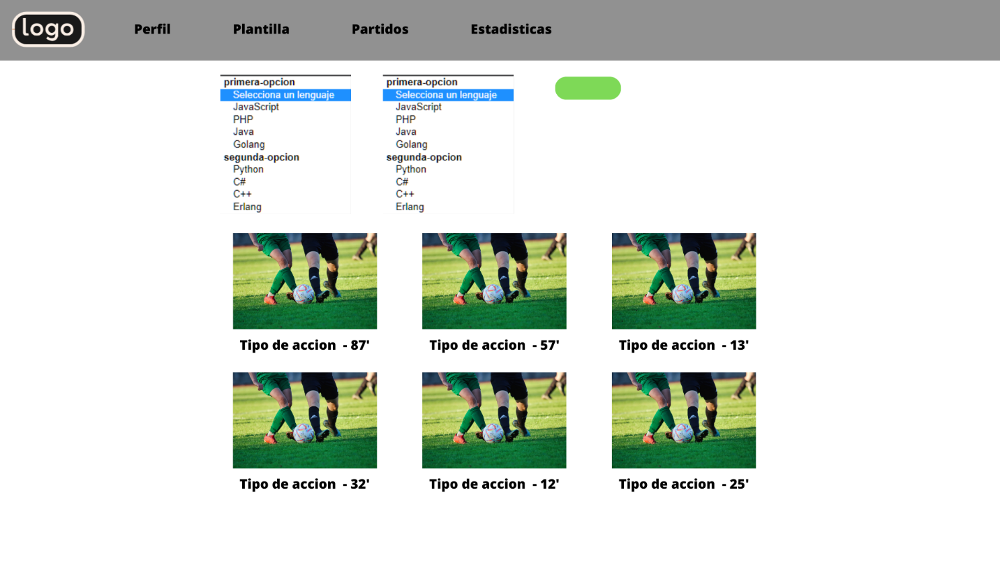 logo
Perfil
Plantilla
Partidos
Estadisticas
primera-opcion
Selecciona un lenguaje
JavaScript
PHP
Java
Golang
segunda-opcion
Python
C#
C++
Erlang
primera-opcion
Selecciona un lenguaje
JavaScript
PHP
Java
Golang
segunda-opcion
Python
C#
C++
Erlang
Tipo de accion - 87'
Tipo de accion - 57'
Tipo de accion - 13'
Tipo de accion - 32'
Tipo de accion - 12'
Tipo de accion - 25'